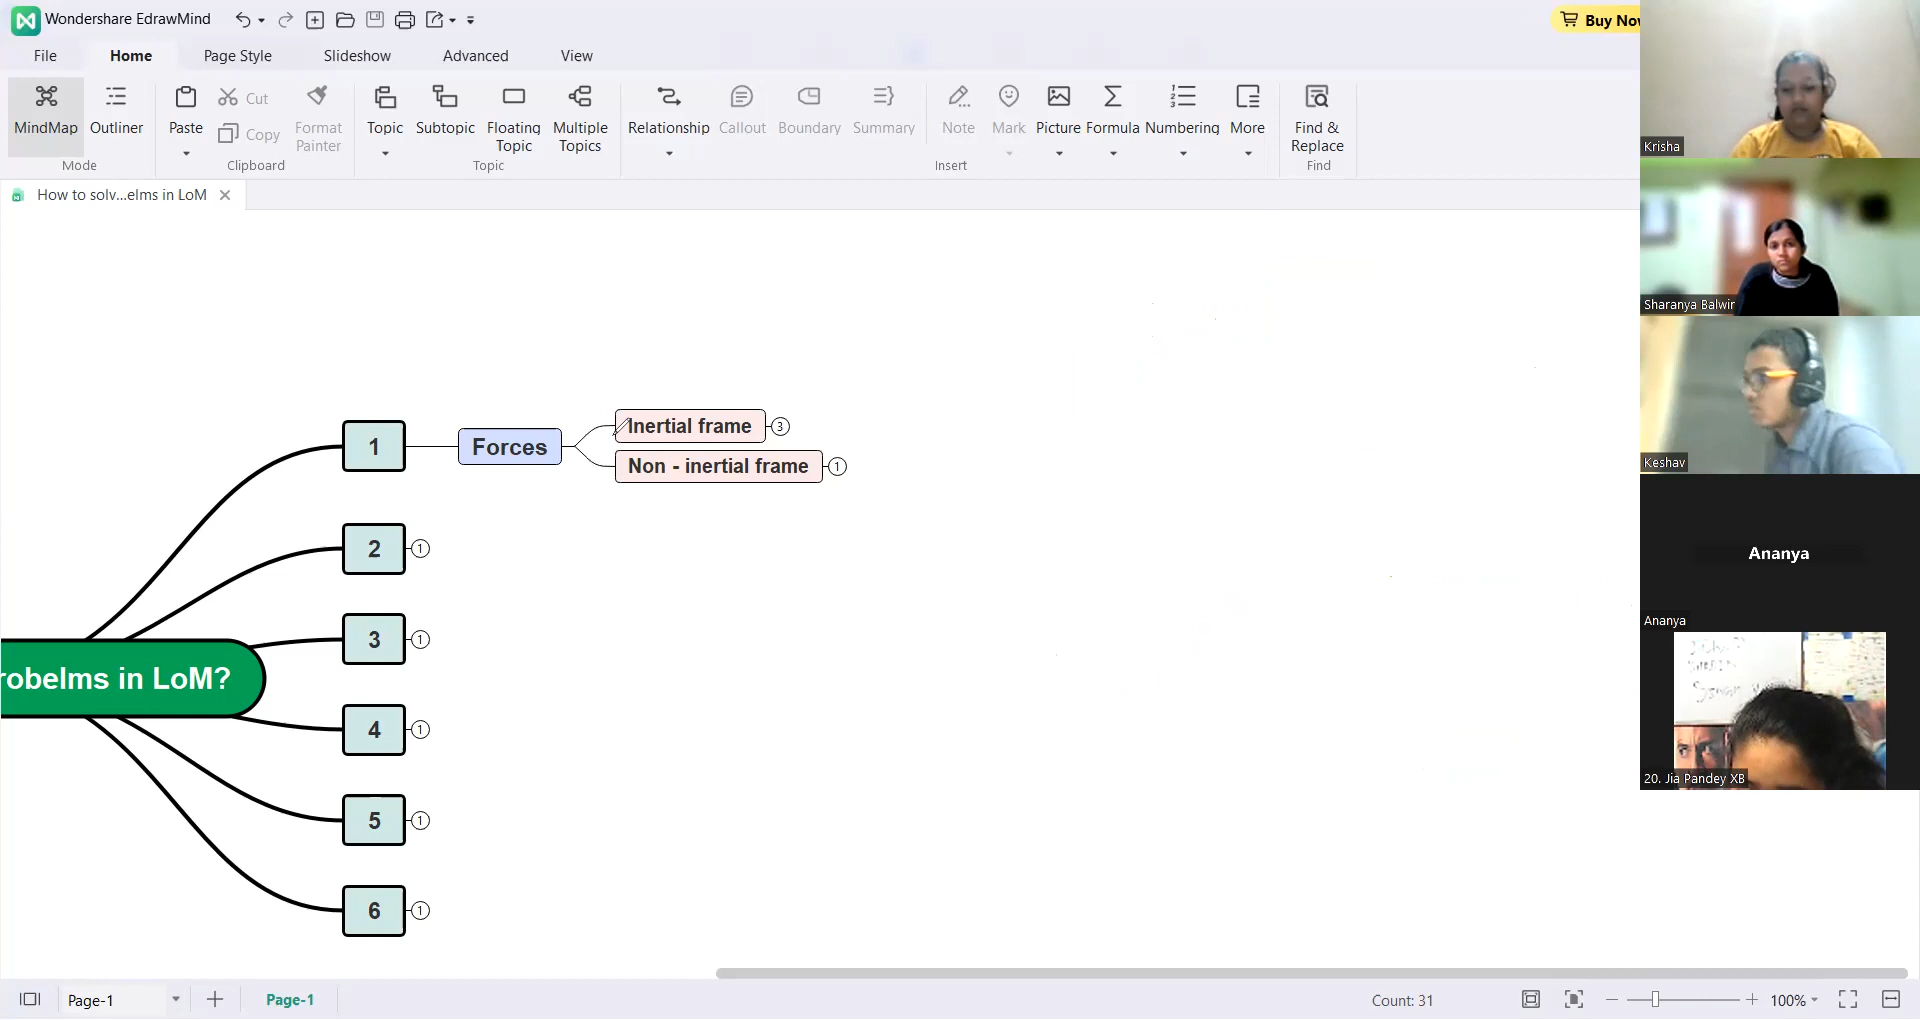 Wondershare EdrawMind
Buy Nov
File Home Page Style Slideshow Advanced View
MindMap Outliner Paste Cut Copy Format Painter Topic Subtopic Floating Topic Multiple Topics Relationship Callout Boundary Summary Note Mark Picture Formula Numbering More Find & Replace
Mode Clipboard Topic Insert Find
How to solv...elms in LoM
1 Forces Inertial frame 3
Non - inertial frame 1
2 1
3 1
robelms in LoM?
4 1
5 1
6 1
Page-1 Page-1 Count: 31 100%
Krisha
Sharanya Balwir
Keshav
Ananya
Ananya
20. Jia Pandey XB